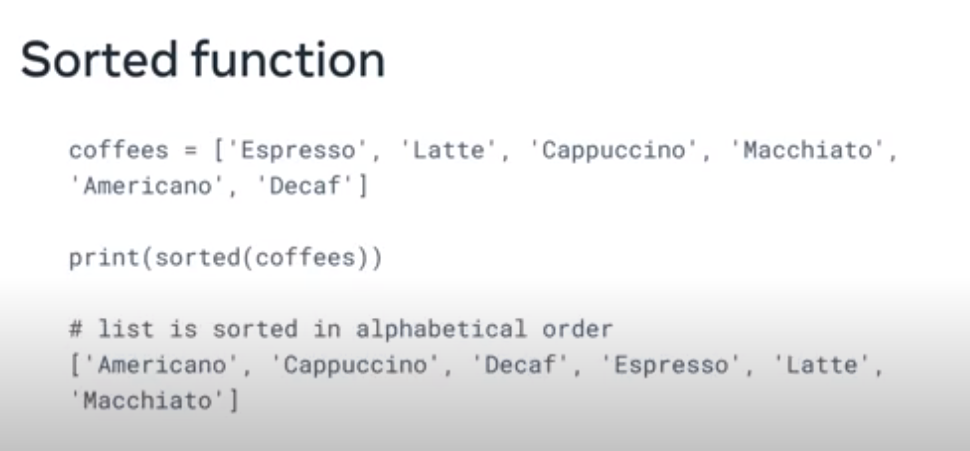 Sorted function
coffees = ['Espresso', 'Latte', 'Cappuccino', 'Macchiato',
'Americano', 'Decaf']
print(sorted(coffees))
# list is sorted in alphabetical order
['Americano', 'Cappuccino', 'Decaf', 'Espresso', 'Latte',
'Macchiato']